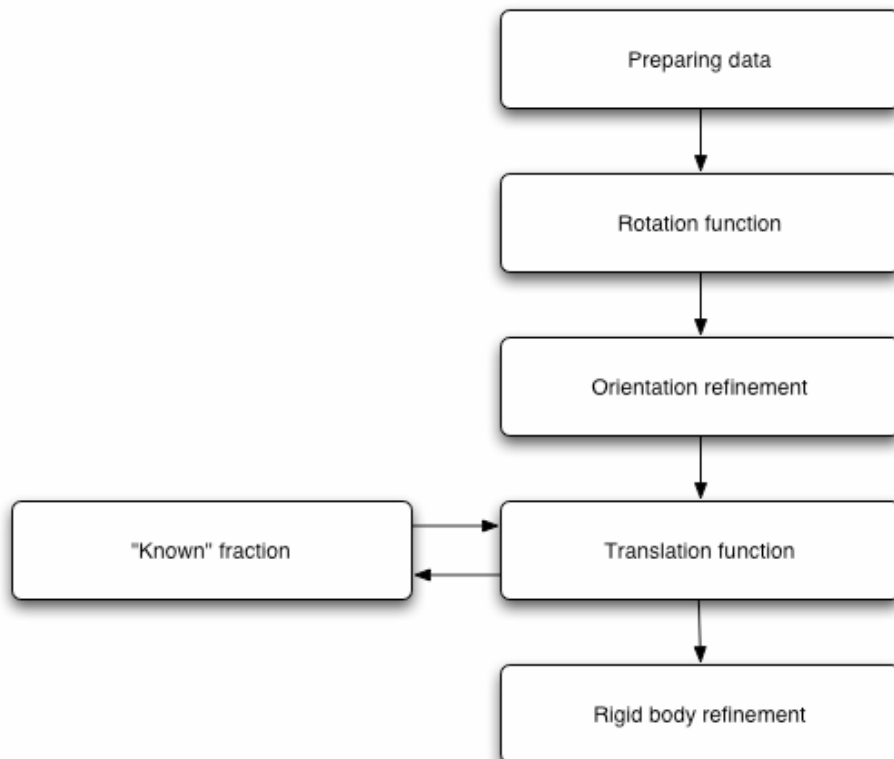 Preparing data
Rotation function
Orientation refinement
"Known" fraction
Translation function
Rigid body refinement